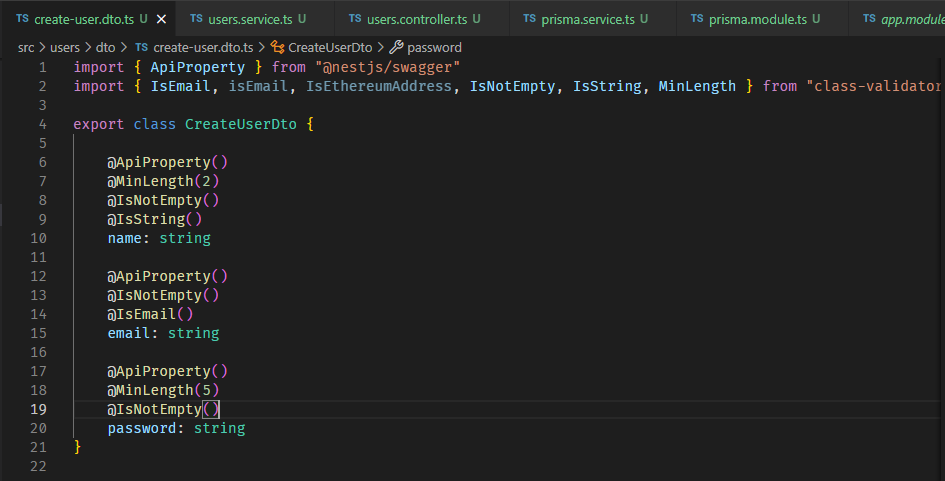 TS create-user.dto.ts U × TS users.service.ts U TS users.controller.ts U TS prisma.service.ts U TS prisma.module.ts U TS app.module
src > users > dto > TS create-user.dto.ts > CreateUserDto > password
1 import { ApiProperty } from "@nestjs/swagger"
2 import { IsEmail, isEmail, IsEthereumAddress, IsNotEmpty, IsString, MinLength } from "class-validator
3
4 export class CreateUserDto {
5
6 @ApiProperty()
7 @MinLength(2)
8 @IsNotEmpty()
9 @IsString()
10 name: string
11
12 @ApiProperty()
13 @IsNotEmpty()
14 @IsEmail()
15 email: string
16
17 @ApiProperty()
18 @MinLength(5)
19 @IsNotEmpty()
20 password: string
21 }
22